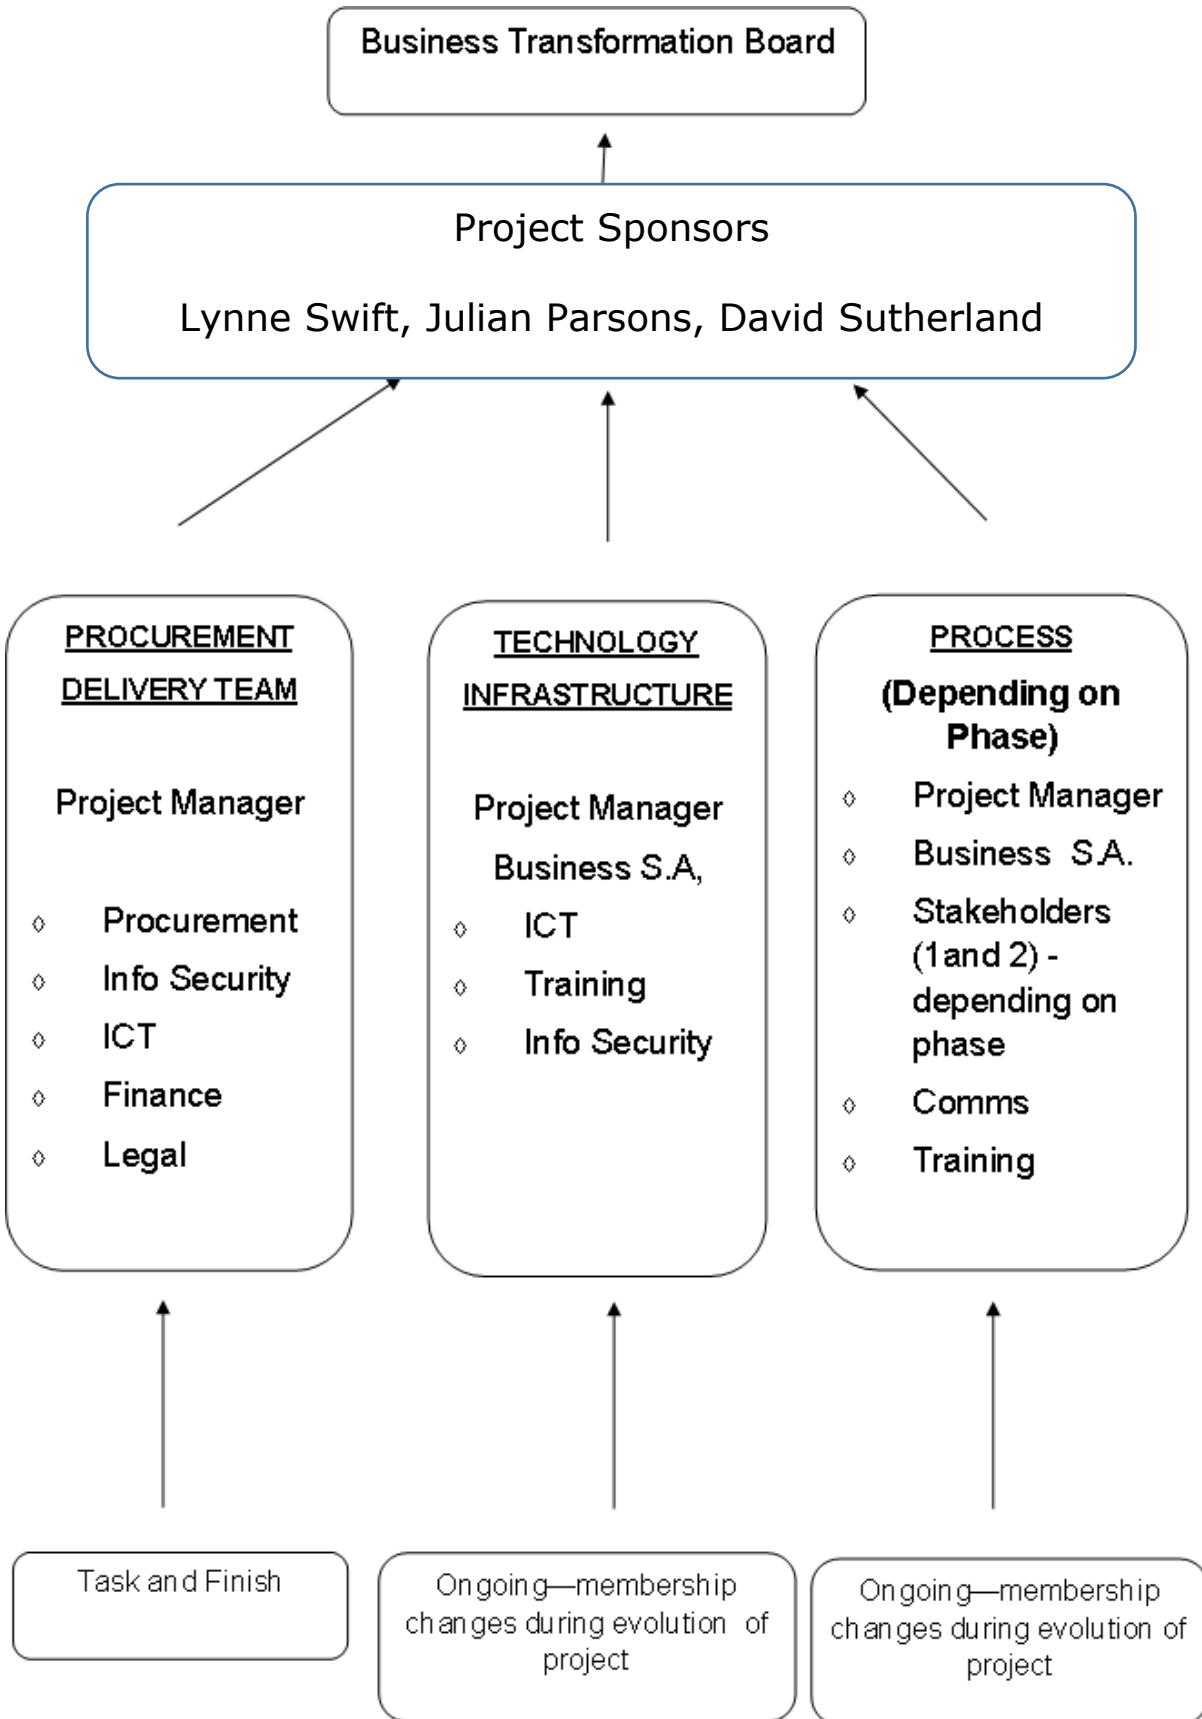 Business Transformation Board
Project Sponsors
Lynne Swift, Julian Parsons, David Sutherland
PROCUREMENT
DELIVERY TEAM
Project Manager
◊ Procurement
◊ Info Security
◊ ICT
◊ Finance
◊ Legal
TECHNOLOGY
INFRASTRUCTURE
Project Manager
Business S.A,
◊ ICT
◊ Training
◊ Info Security
PROCESS
(Depending on
Phase)
◊ Project Manager
◊ Business S.A.
◊ Stakeholders
(1and 2) -
depending on
phase
◊ Comms
◊ Training
Task and Finish
Ongoing—membership
changes during evolution of
project
Ongoing—membership
changes during evolution of
project